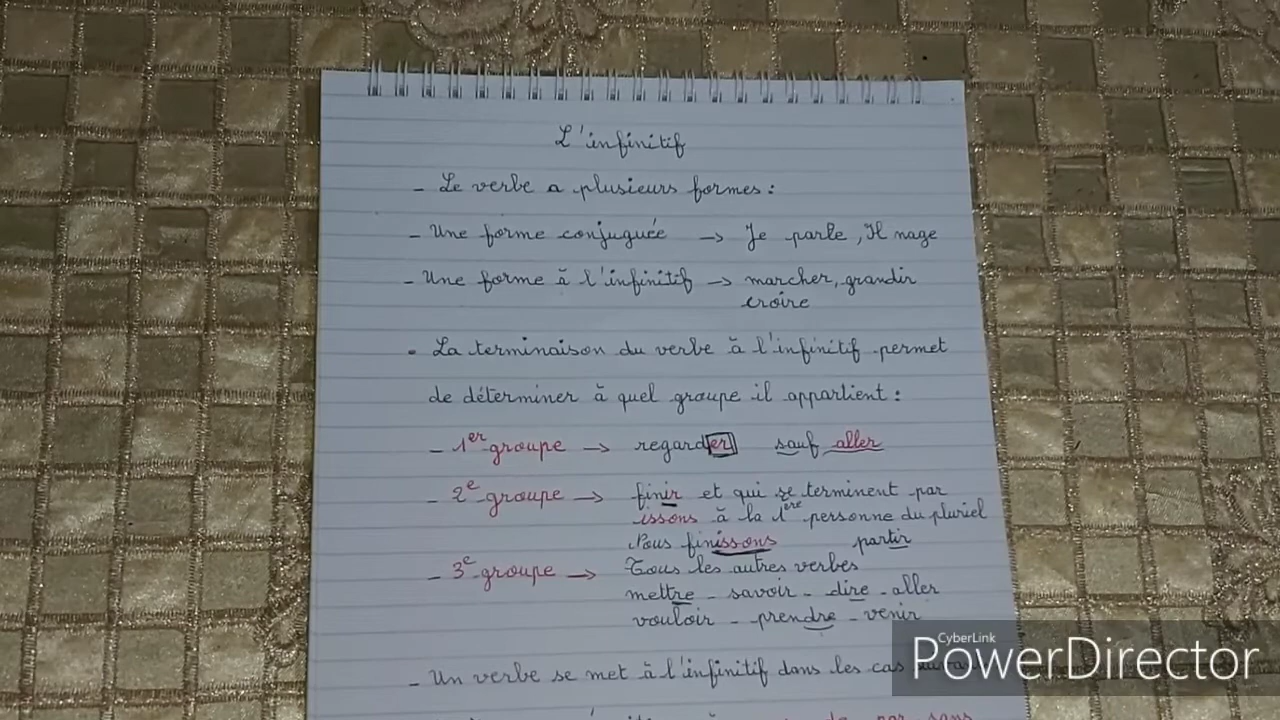 L'infinitif
- Le verbe a plusieurs formes :
- Une forme conjuguée → Je parle, Il nage
- Une forme à l'infinitif → marcher, grandir
croire
• La terminaison du verbe à l'infinitif permet
de déterminer à quel groupe il appartient :
- 1er groupe → regarder sauf aller
- 2e groupe → finir et qui se terminent par
issons à la 1ère personne du pluriel
Nous finissons partir
- 3e groupe → Tous les autres verbes
mettre - savoir - dire - aller
vouloir - prendre - venir
- Un verbe se met à l'infinitif dans les cas
par sans
CyberLink
PowerDirector